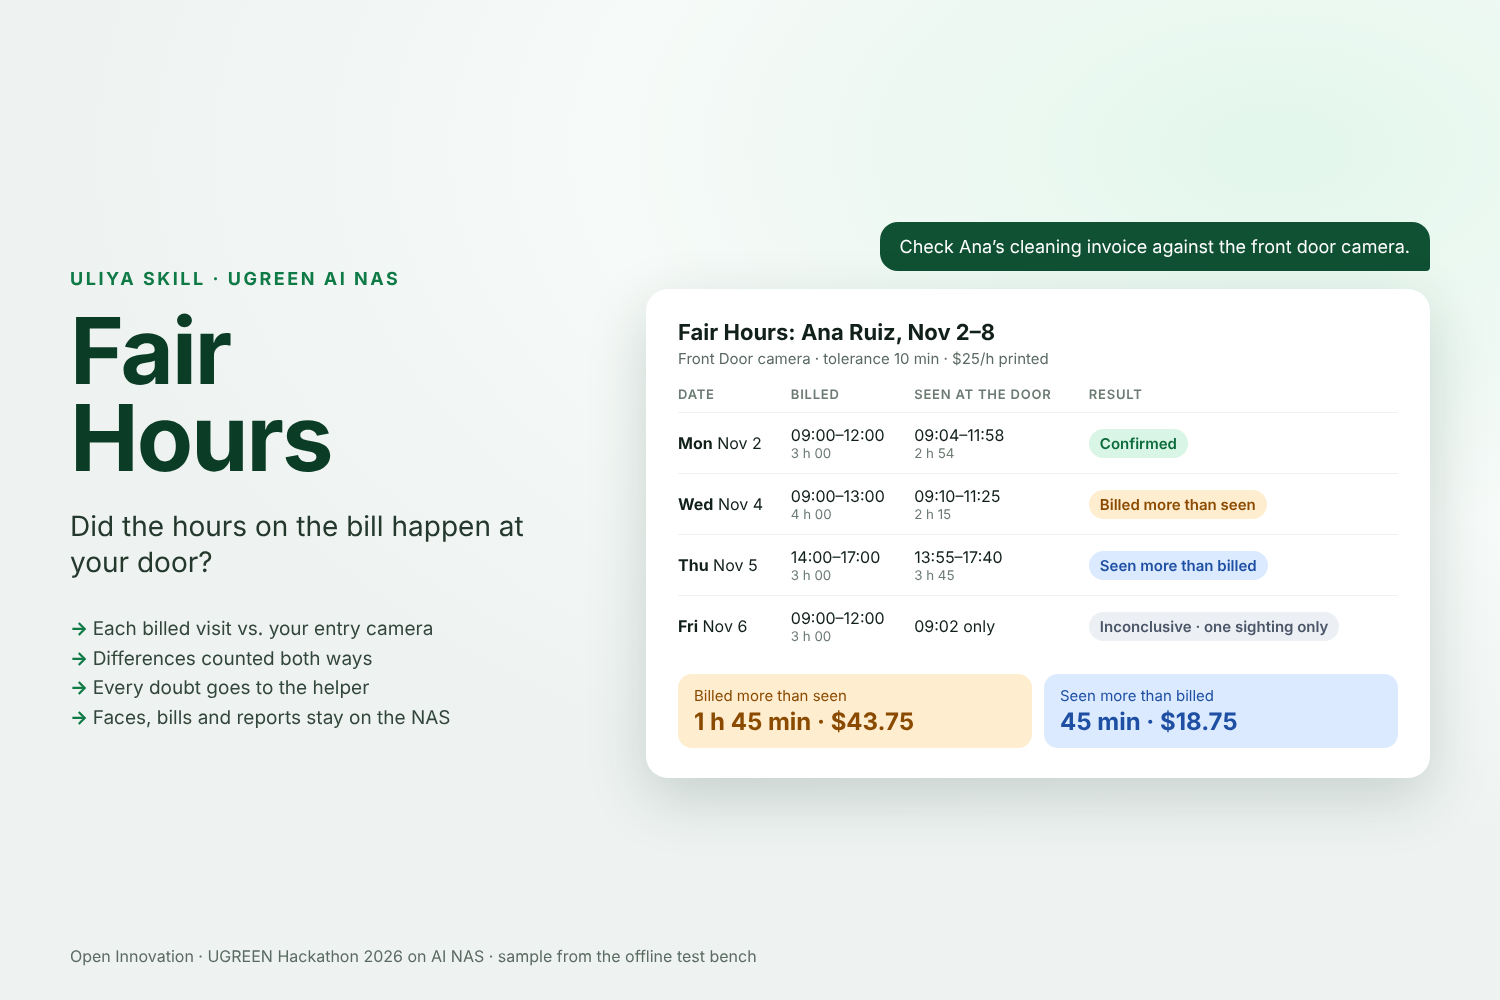 ULIYA SKILL · UGREEN AI NAS
Fair
Hours
Did the hours on the bill happen at
your door?
→ Each billed visit vs. your entry camera
→ Differences counted both ways
→ Every doubt goes to the helper
→ Faces, bills and reports stay on the NAS
Check Ana’s cleaning invoice against the front door camera.
Fair Hours: Ana Ruiz, Nov 2–8
Front Door camera · tolerance 10 min · $25/h printed
DATE BILLED SEEN AT THE DOOR RESULT
Mon Nov 2 09:00–12:00 09:04–11:58 Confirmed
3 h 00 2 h 54
Wed Nov 4 09:00–13:00 09:10–11:25 Billed more than seen
4 h 00 2 h 15
Thu Nov 5 14:00–17:00 13:55–17:40 Seen more than billed
3 h 00 3 h 45
Fri Nov 6 09:00–12:00 09:02 only Inconclusive · one sighting only
3 h 00
Billed more than seen
1 h 45 min · $43.75
Seen more than billed
45 min · $18.75
Open Innovation · UGREEN Hackathon 2026 on AI NAS · sample from the offline test bench